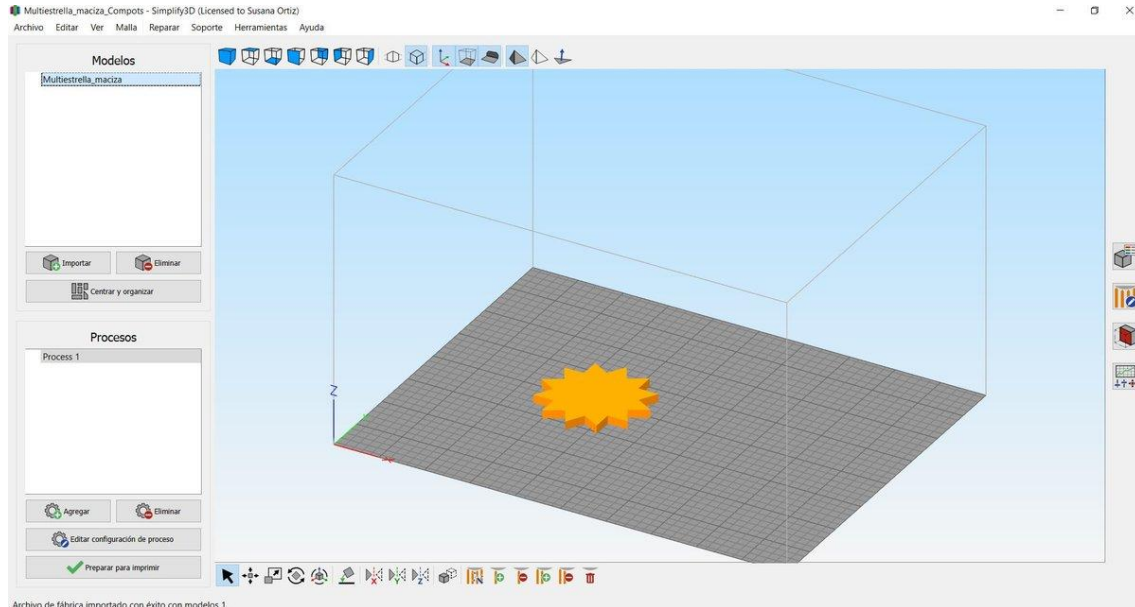 Multiestrella_maciza_Compots - Simplify3D (Licensed to Susana Ortiz)
Archivo Editar Ver Malla Reparar Soporte Herramientas Ayuda
Modelos
Multiestrella_maciza
Importar Eliminar
Centrar y organizar
Procesos
Process 1
Agregar Eliminar
Editar configuración de proceso
Preparar para imprimir
Z
X Y Z
Archivo de fábrica importado con éxito con modelos 1.